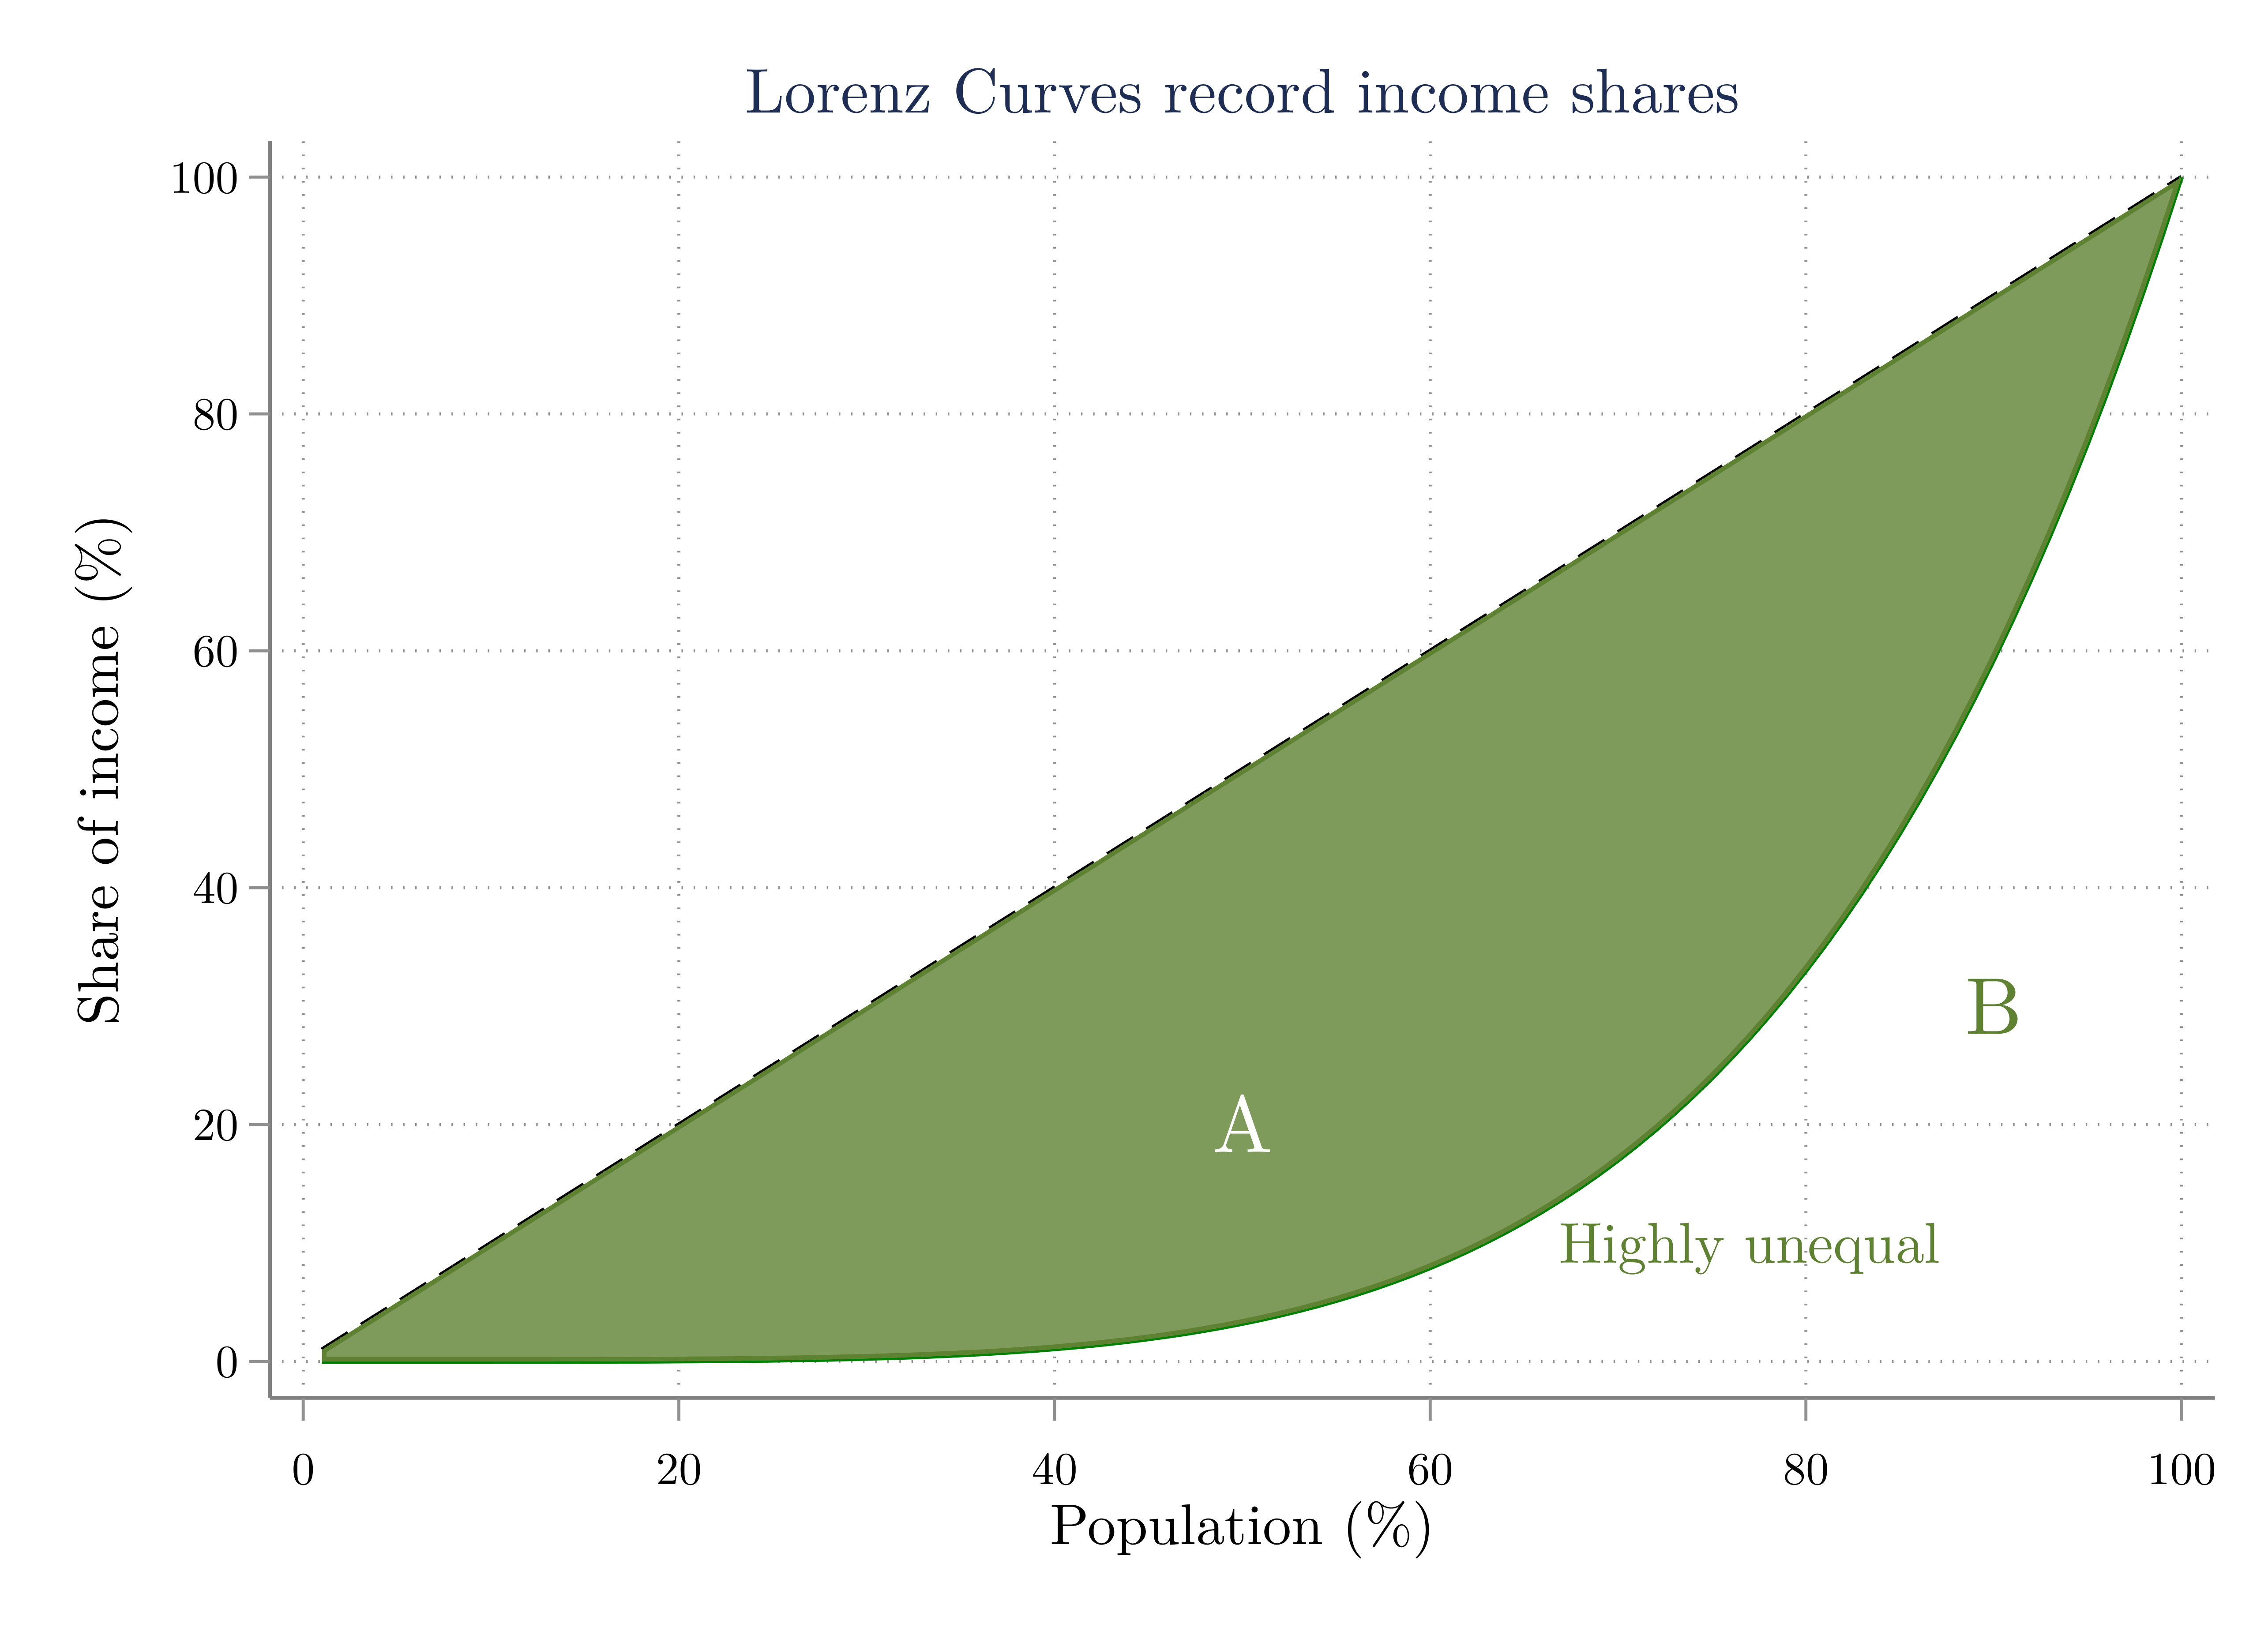 Lorenz Curves record income shares
Share of income (%)
100
80
60
40
20
0
A
B
Highly unequal
0 20 40 60 80 100
Population (%)